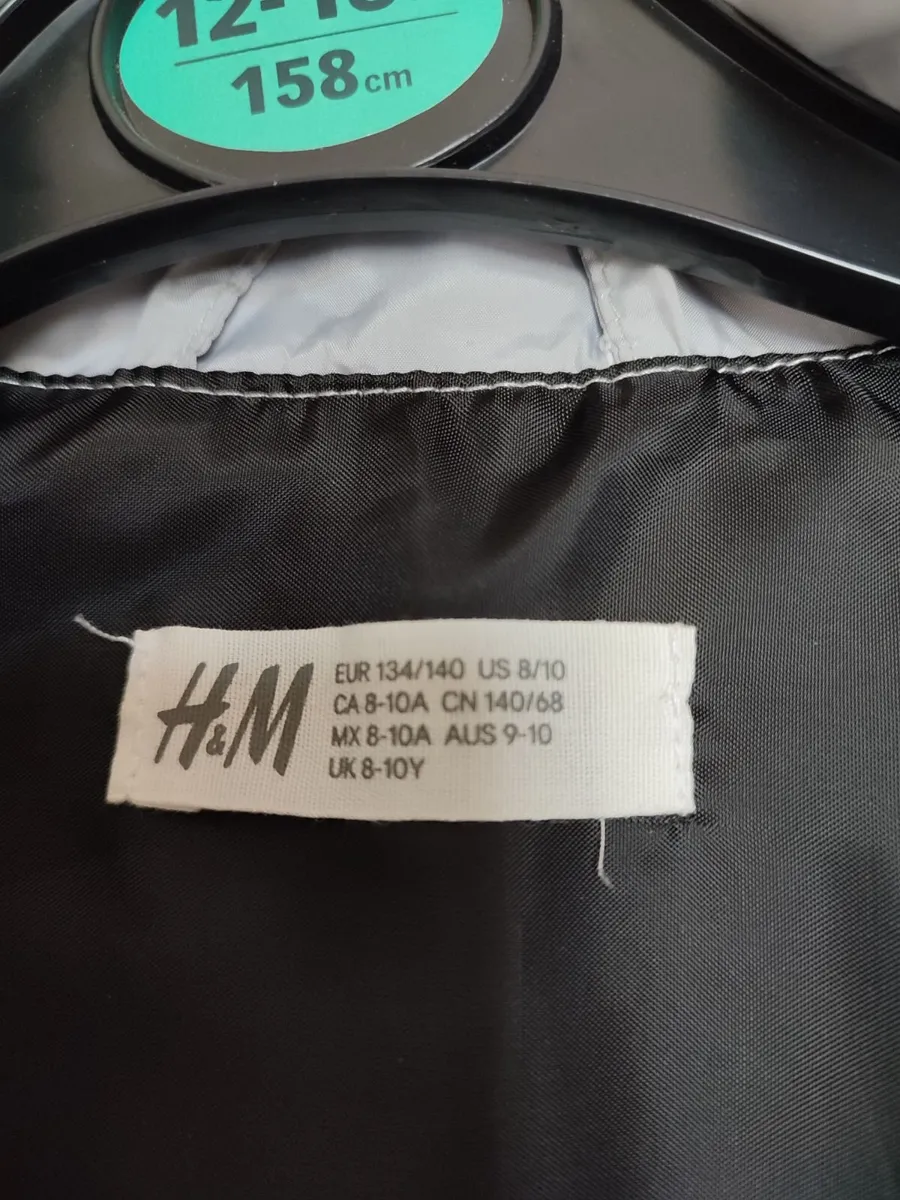 158cm
H&M
EUR 134/140 US 8/10
CA 8-10A CN 140/68
MX 8-10A AUS 9-10
UK 8-10Y